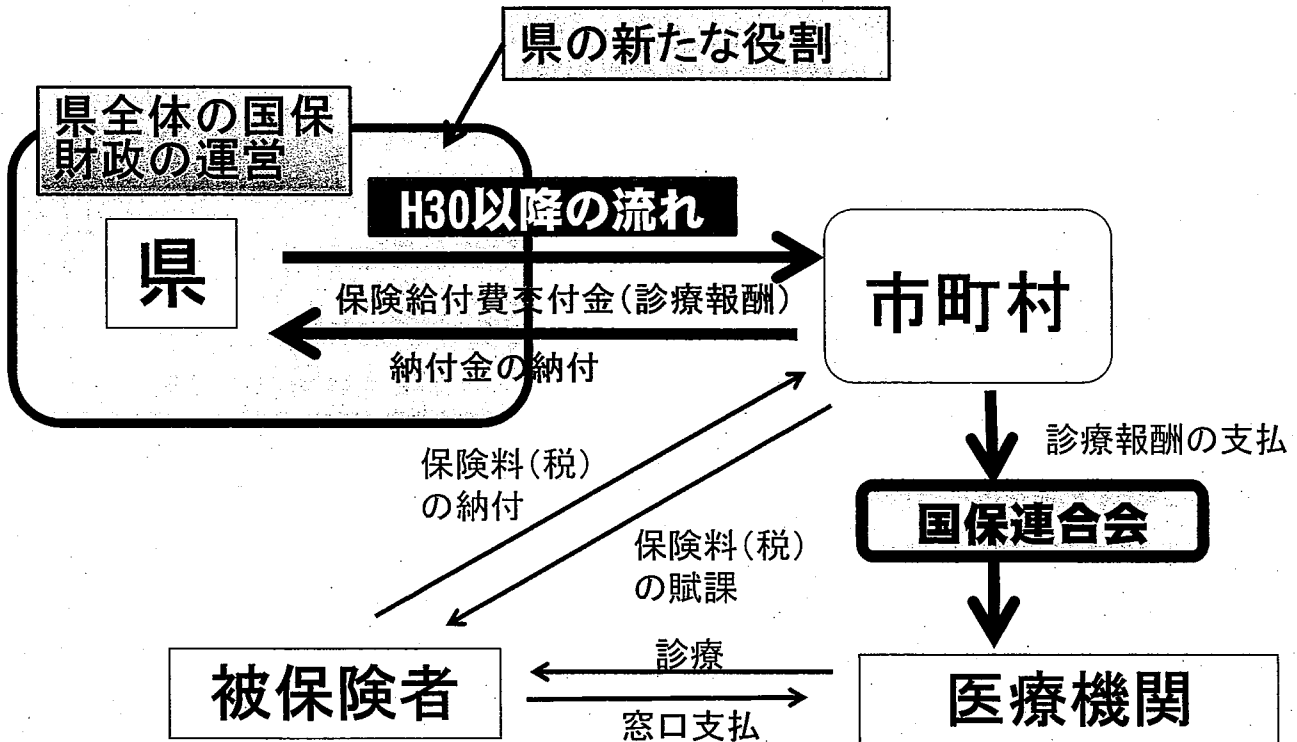 県の新たな役割
県全体の国保
財政の運営
H30以降の流れ
県
保険給付費交付金(診療報酬)
市町村
納付金の納付
診療報酬の支払
保険料(税)
の納付
国保連合会
保険料(税)
の賦課
診療
被保険者
医療機関
窓口支払